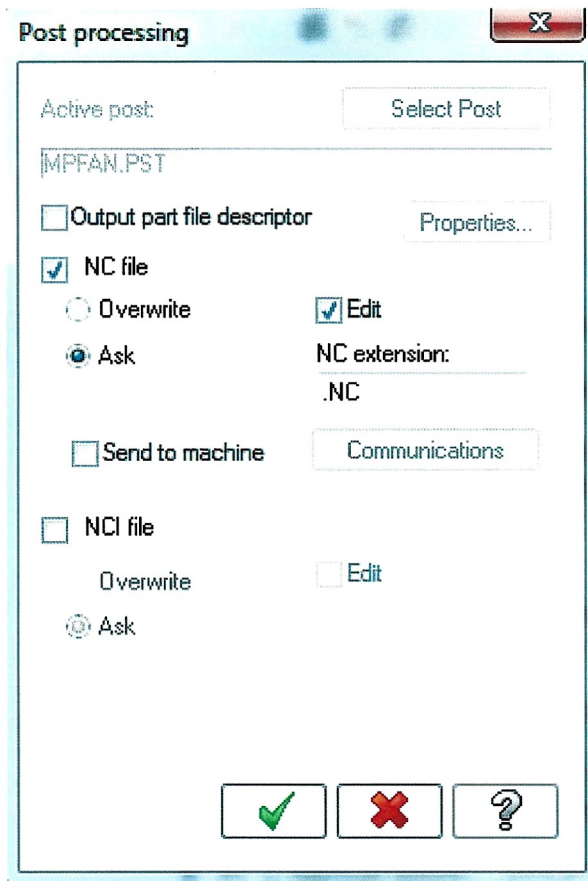 Post processing
Active post:
Select Post
MPFAN.PST
Output part file descriptor
Properties...
NC file
Overwrite
Edit
Ask
NC extension:
.NC
Send to machine
Communications
NCI file
Overwrite
Edit
Ask